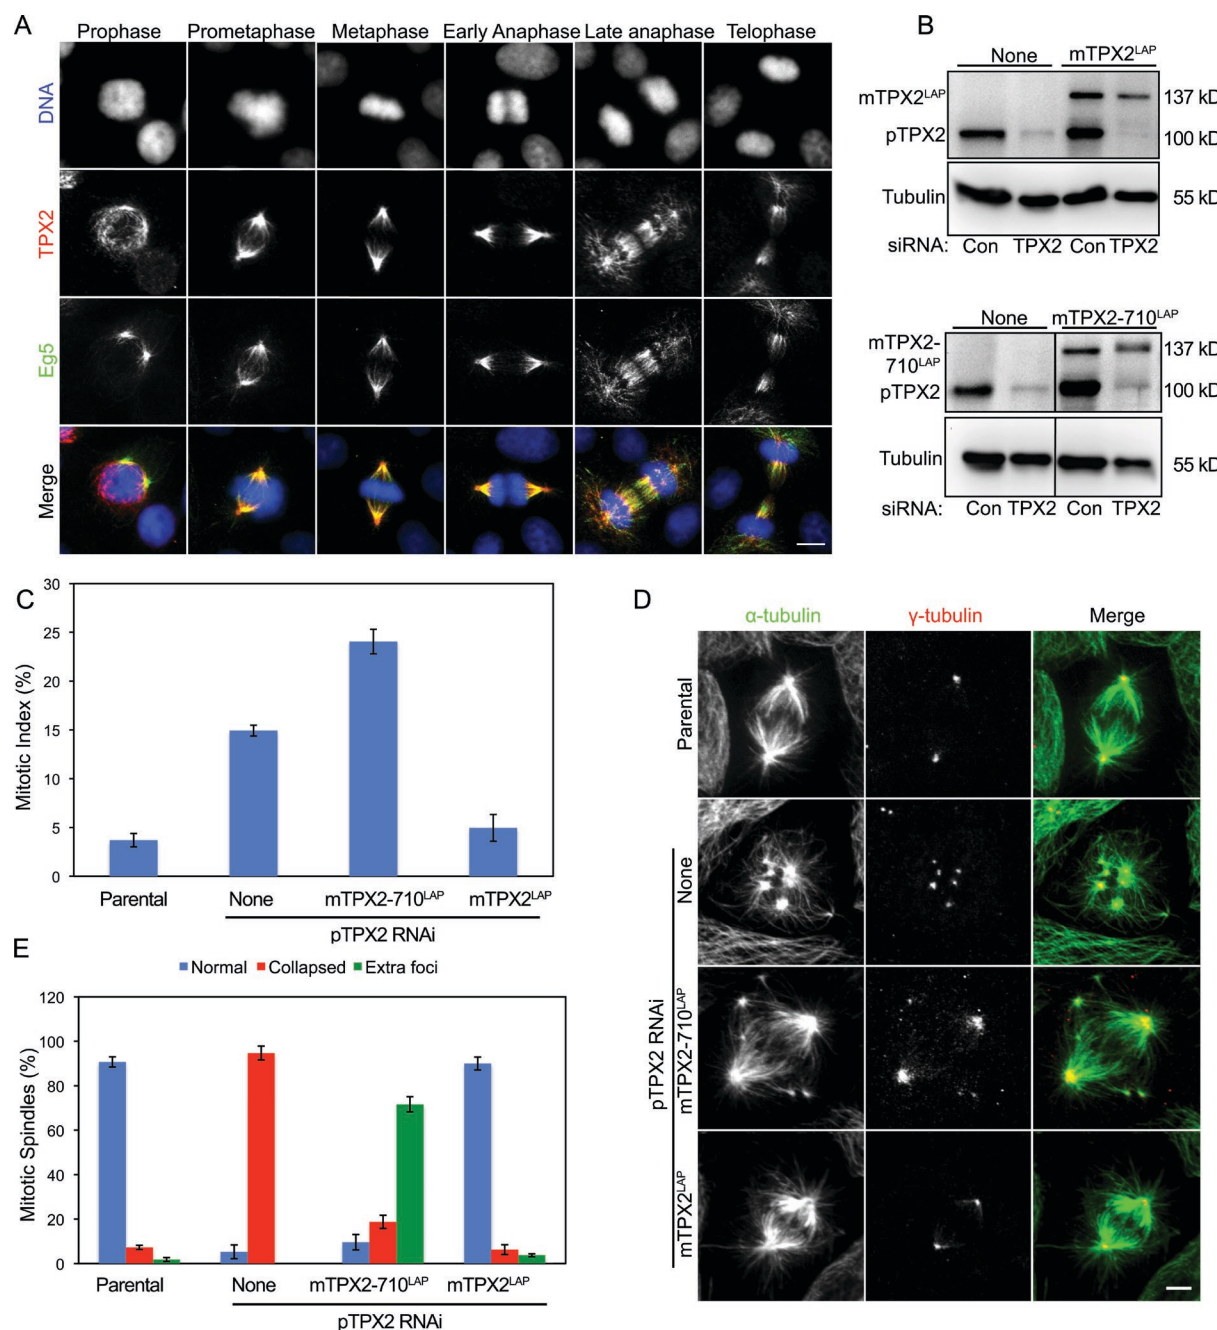 A
Prophase Prometaphase Metaphase Early Anaphase Late anaphase Telophase
DNA
TPX2
Eg5
Merge
B
None mTPX2LAP
mTPX2LAP 137 kD
pTPX2 100 kD
Tubulin 55 kD
siRNA: Con TPX2 Con TPX2
None mTPX2-710LAP
mTPX2-
710LAP 137 kD
pTPX2 100 kD
Tubulin 55 kD
siRNA: Con TPX2 Con TPX2
C
Mitotic Index (%)
30
25
20
15
10
5
0
Parental None mTPX2-710LAP mTPX2LAP
pTPX2 RNAi
D
α-tubulin γ-tubulin Merge
Parental
None
mTPX2-710LAP
mTPX2LAP
pTPX2 RNAi
E
Normal Collapsed Extra foci
Mitotic Spindles (%)
120
100
80
60
40
20
0
Parental None mTPX2-710LAP mTPX2LAP
pTPX2 RNAi